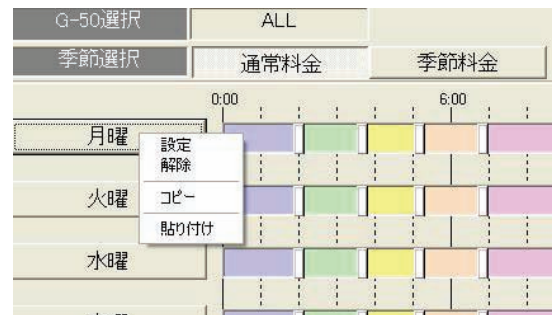 G-50選択 ALL
季節選択 通常料金 季節料金
0:00 6:00
月曜
設定
解除
コピー
貼り付け
火曜
水曜